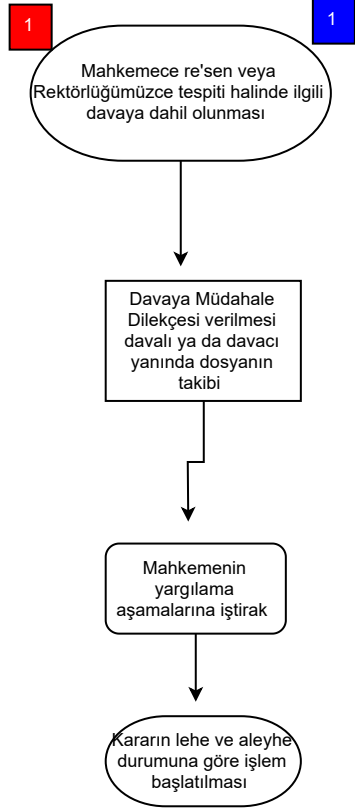 1
1
Mahkemece re'sen veya
Rektörlüğümüzce tespiti halinde ilgili
davaya dahil olunması
Davaya Müdahale
Dilekçesi verilmesi
davalı ya da davacı
yanında dosyanın
takibi
Mahkemenin
yargılama
aşamalarına iştirak
Kararın lehe ve aleyhe
durumuna göre işlem
başlatılması